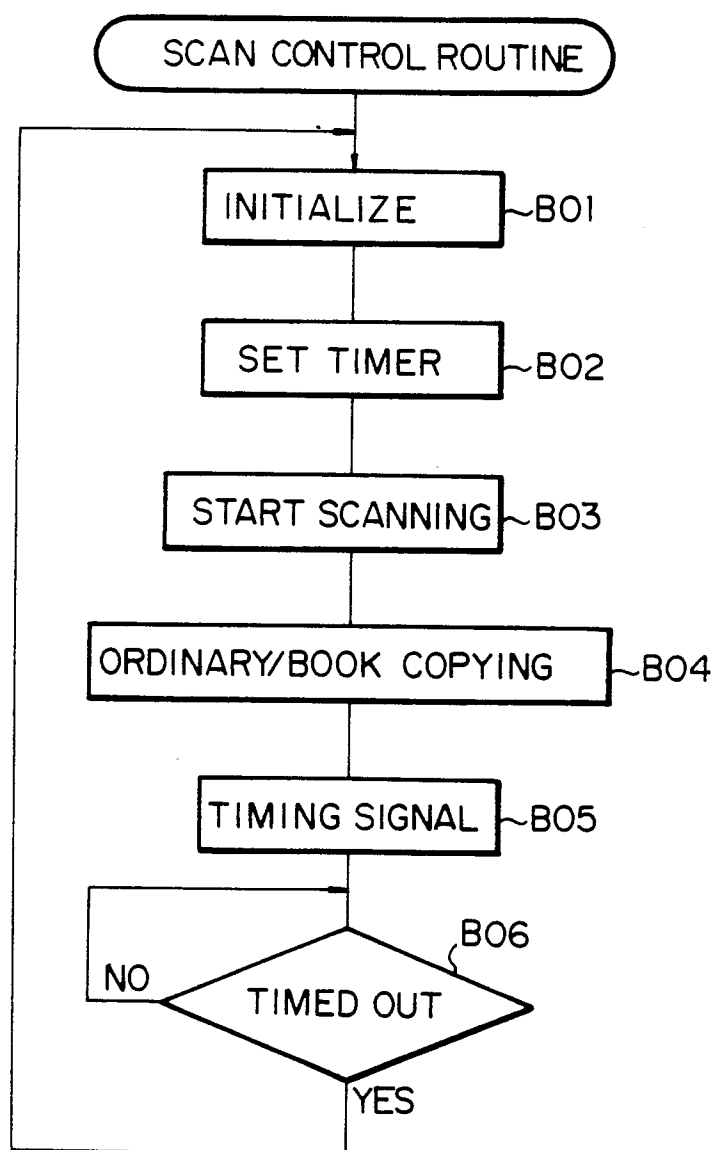 SCAN CONTROL ROUTINE
INITIALIZE ~B01
SET TIMER ~B02
START SCANNING ~B03
ORDINARY/BOOK COPYING ~B04
TIMING SIGNAL ~B05
B06
NO
TIMED OUT
YES